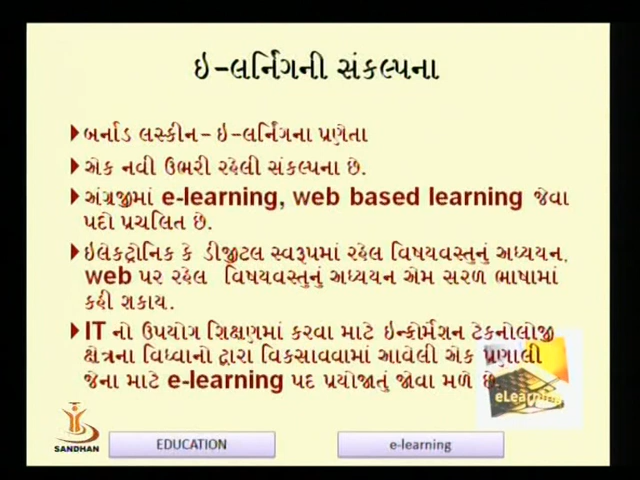 ઇ-લર્નિંગની સંકલ્પના
બર્નાડ લસ્કીન- ઇ-લર્નિંગના પ્રણેતા
એક નવી ઉભરી રહેલી સંકલ્પના છે.
અંગ્રજીમાં e-learning, web based learning જેવા
પદો પ્રચલિત છે.
ઇલેકટ્રોનિક કે ડીજીટલ સ્વરૂપમાં રહેલ વિષયવસ્તુનું અધ્યયન.
web પર રહેલ વિષયવસ્તુનું અધ્યયન એમ સરળ ભાષામાં
કહી શકાય.
IT નો ઉપયોગ શિક્ષણમાં કરવા માટે ઇન્ફોર્મેશન ટેકનોલોજી
ક્ષેત્રના વિધ્વાનો દ્વારા વિકસાવવામાં આવેલી એક પ્રણાલી
જેના માટે e-learning પદ પ્રયોજાતું જોવા મળે છે.
eLearning
SANDHAN
EDUCATION
e-learning